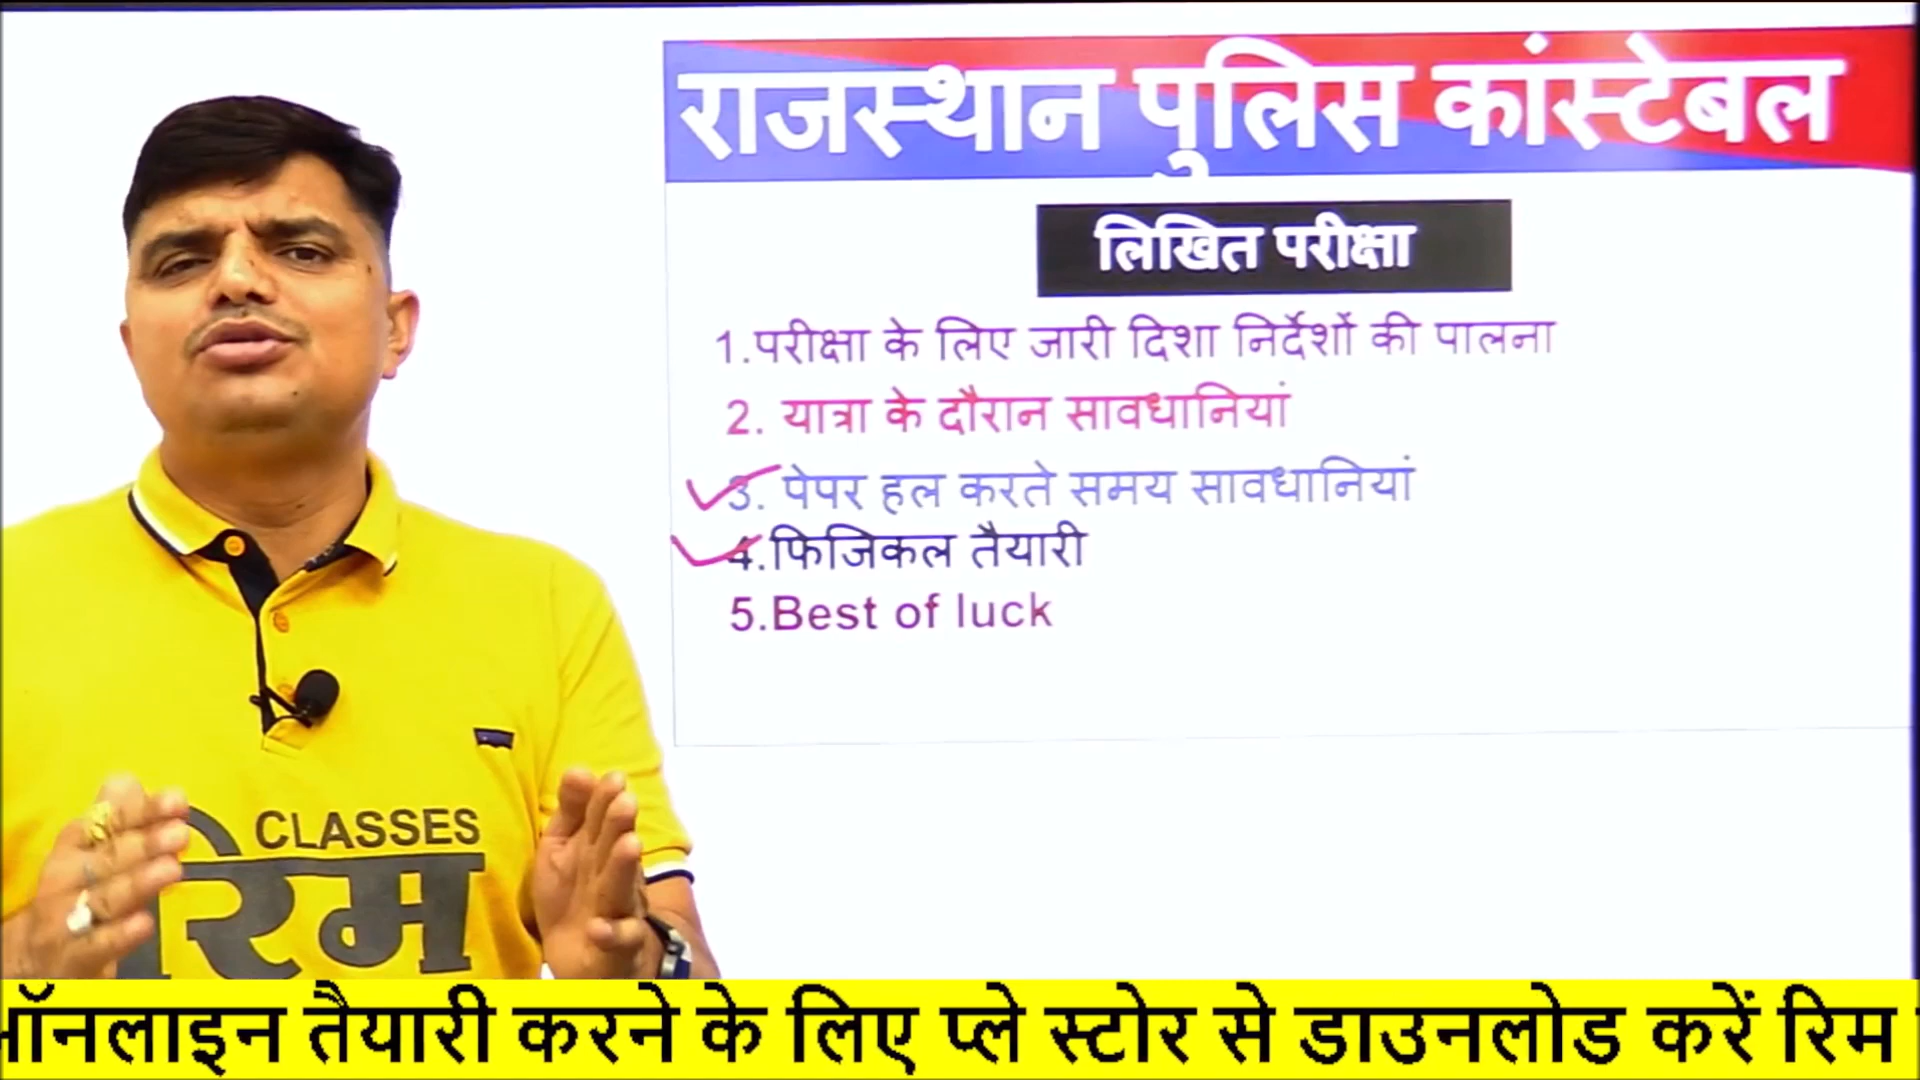 राजस्थान पुलिस कांस्टेबल
लिखित परीक्षा
1.परीक्षा के लिए जारी दिशा निर्देशों की पालना
2. यात्रा के दौरान सावधानियां
3. पेपर हल करते समय सावधानियां
4.फिजिकल तैयारी
5.Best of luck
CLASSES
रिम
ऑनलाइन तैयारी करने के लिए प्ले स्टोर से डाउनलोड करें रिम